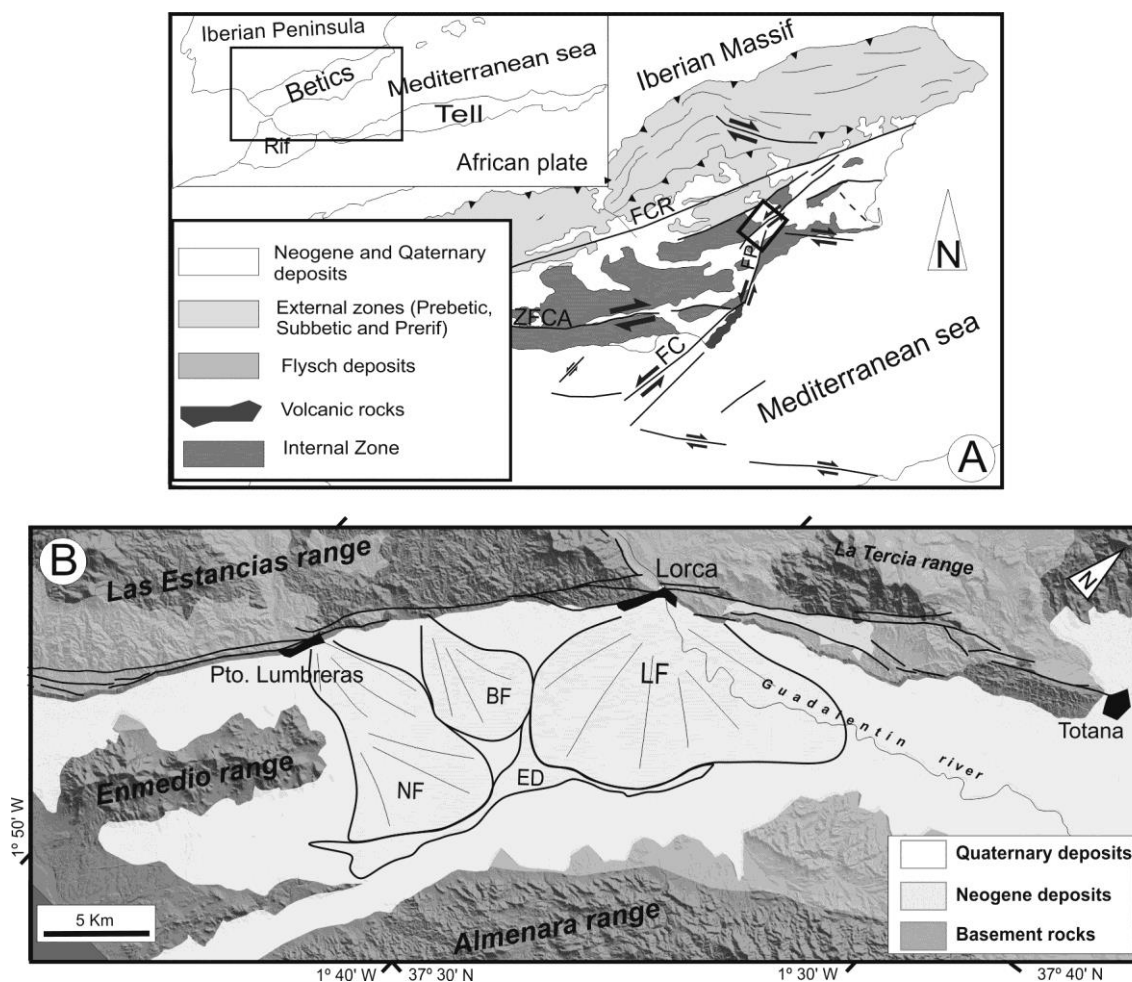 Iberian Peninsula
Betics
Mediterranean sea
Tell
Rif
African plate
Iberian Massif
FCR
FP
N
ZFCA
FC
Mediterranean sea
A
Neogene and Qaternary
deposits
External zones (Prebetic,
Subbetic and Prerif)
Flysch deposits
Volcanic rocks
Internal Zone
B
Las Estancias range
Lorca
La Tercia range
N
Pto. Lumbreras
BF
LF
Guadalentin
river
Totana
Enmedio range
NF
ED
1º 50' W
5 Km
Almenara range
Quaternary deposits
Neogene deposits
Basement rocks
1º 40' W
37º 30' N
1º 30' W
37º 40' N